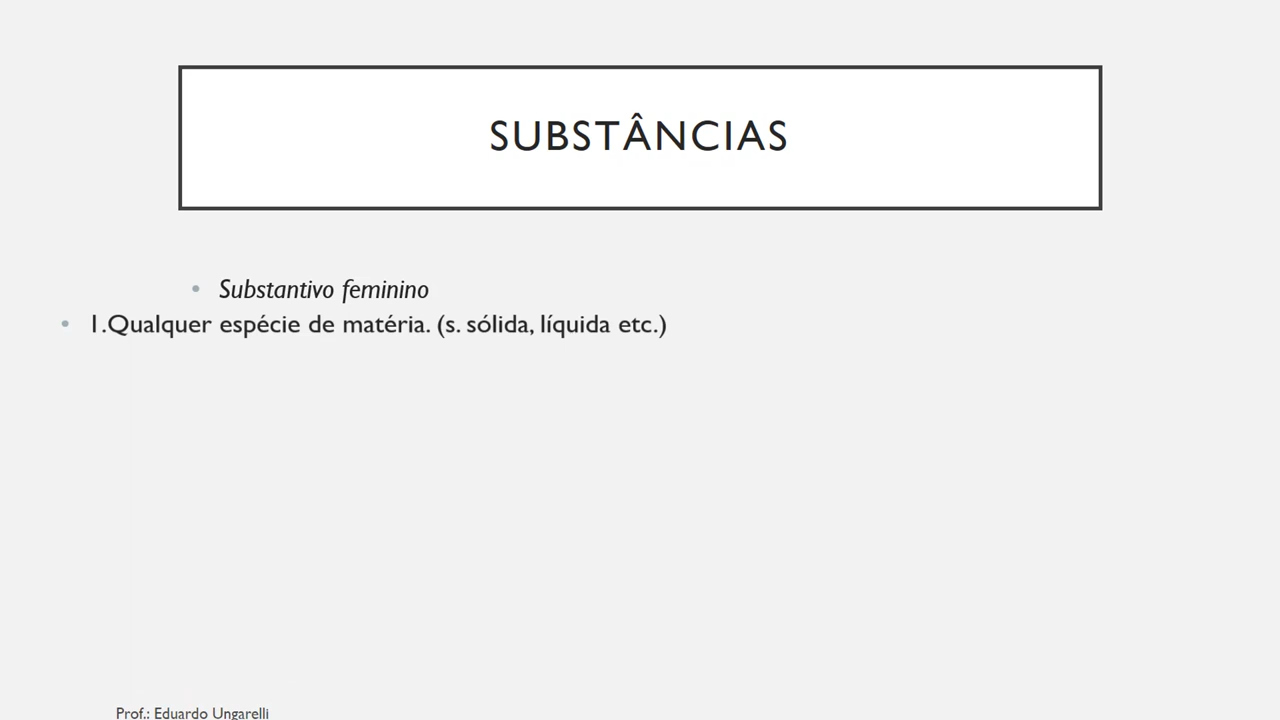 SUBSTÂNCIAS
• Substantivo feminino
• 1.Qualquer espécie de matéria. (s. sólida, líquida etc.)
Prof.: Eduardo Ungarelli